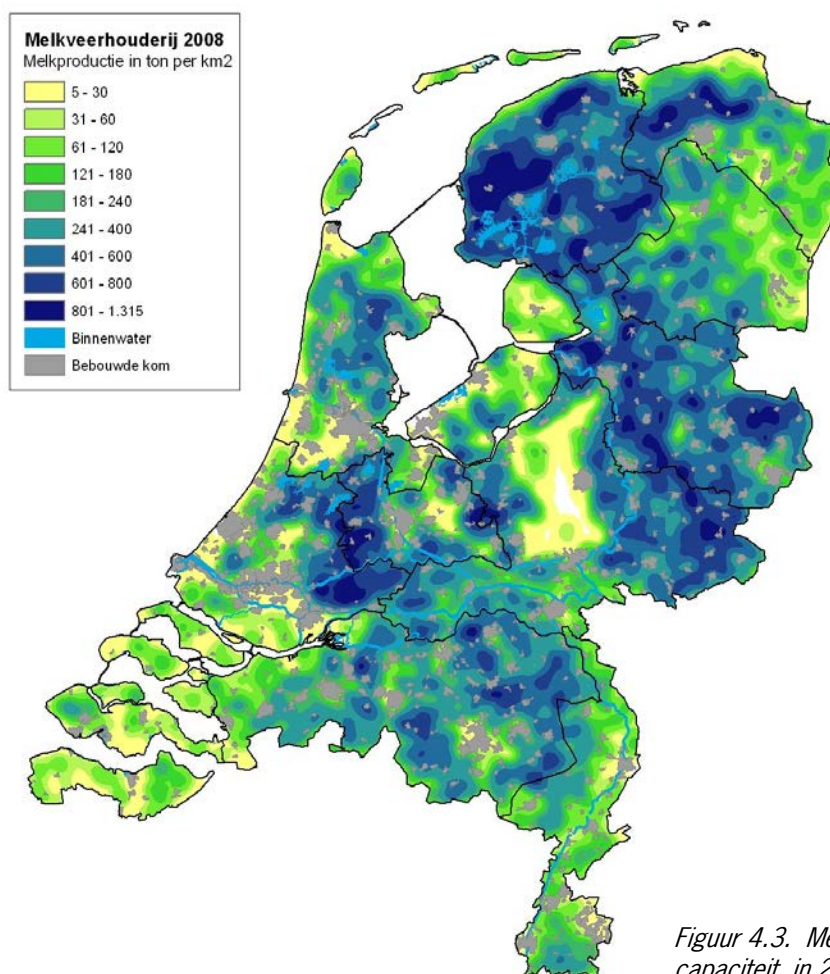 Melkveehouderij 2008
Melkproductie in ton per km2
5 - 30
31 - 60
61 - 120
121 - 180
181 - 240
241 - 400
401 - 600
601 - 800
801 - 1.315
Binnenwater
Bebouwde kom
Figuur 4.3. Me
capaciteit in 2